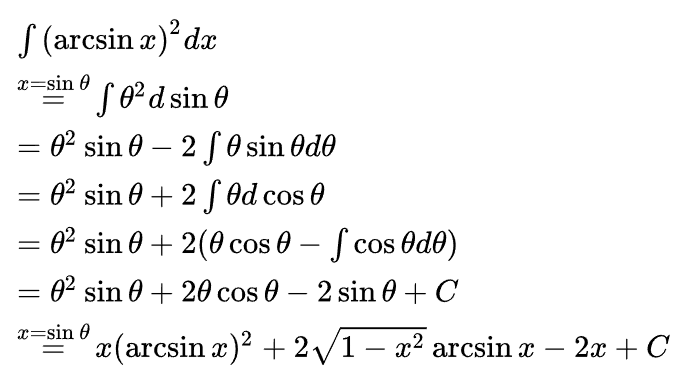 ∫ (arcsin x)² dx
x=sin θ = ∫ θ² d sin θ
= θ² sin θ − 2 ∫ θ sin θdθ
= θ² sin θ + 2 ∫ θd cos θ
= θ² sin θ + 2(θ cos θ − ∫ cos θdθ)
= θ² sin θ + 2θ cos θ − 2 sin θ + C
x=sin θ = x(arcsin x)² + 2√(1 − x²) arcsin x − 2x + C